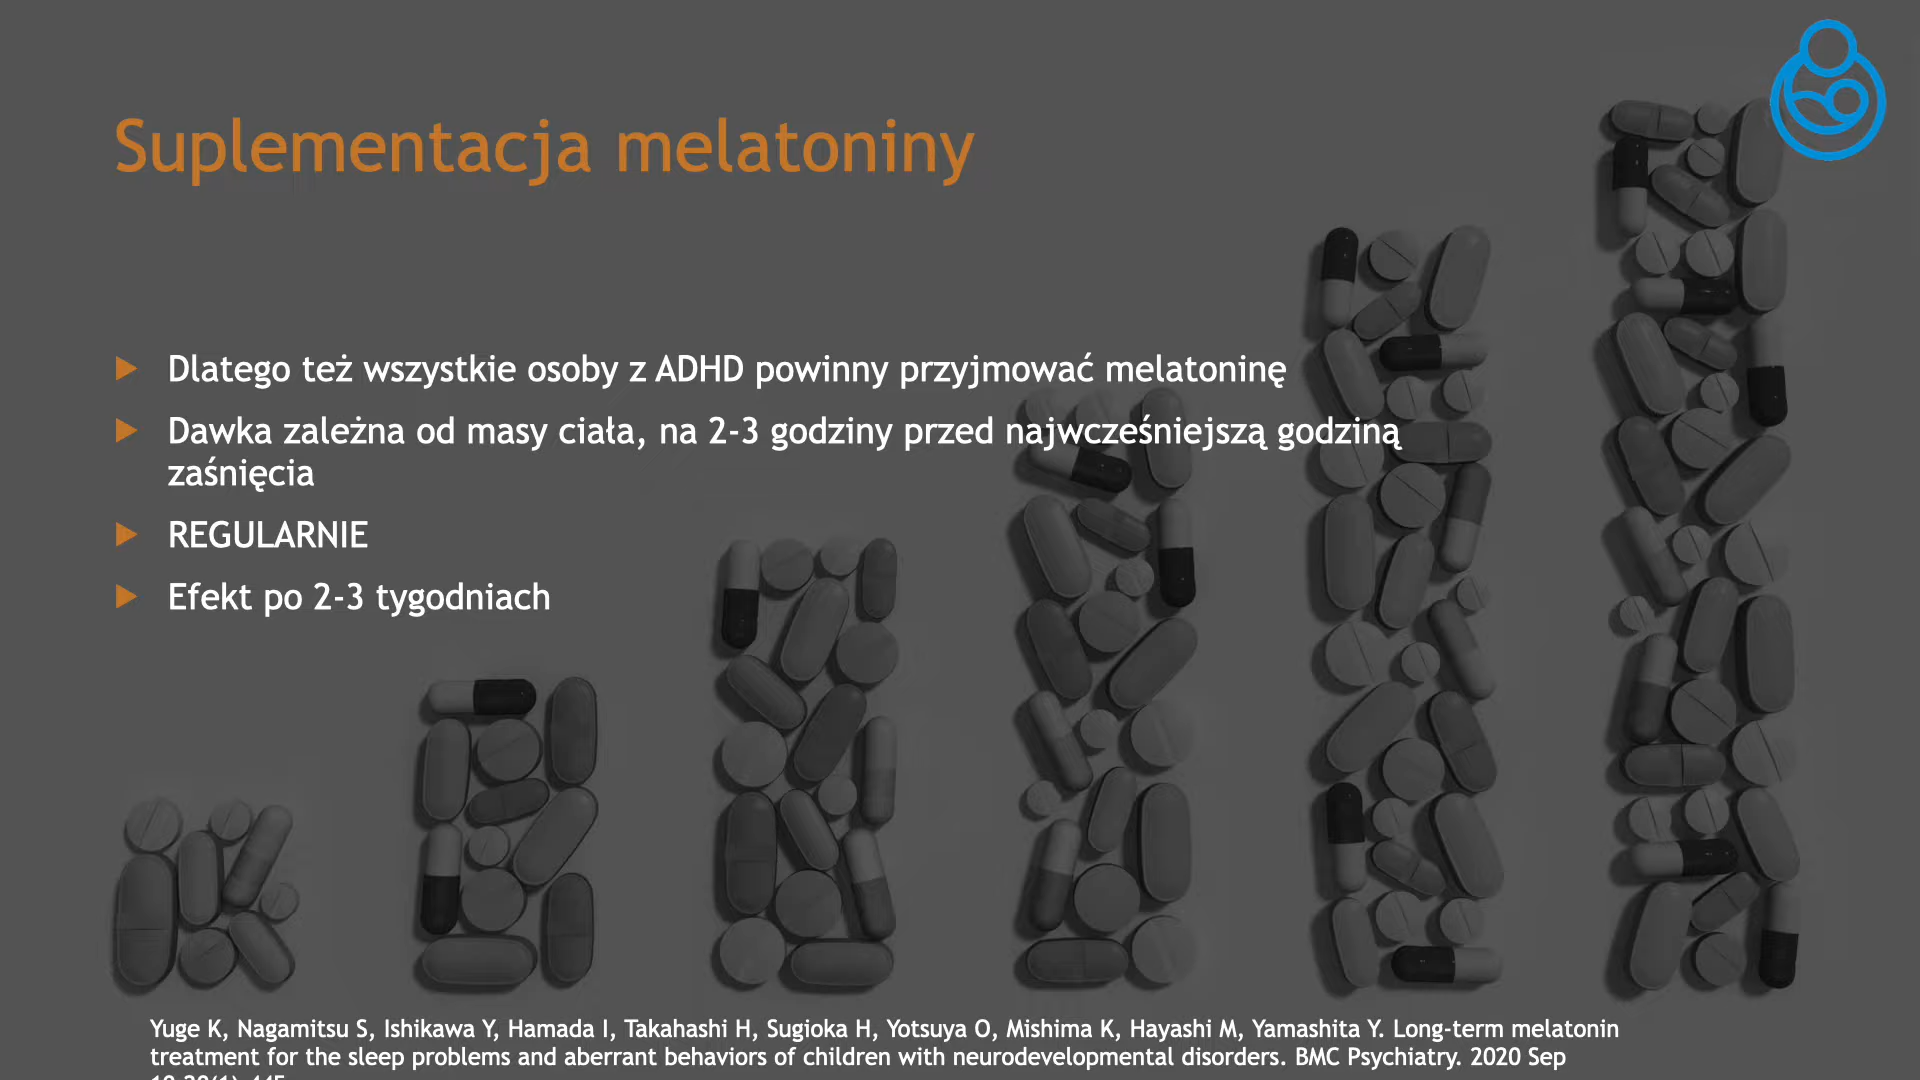 Suplementacja melatoniny
Dlatego też wszystkie osoby z ADHD powinny przyjmować melatoninę
Dawka zależna od masy ciała, na 2-3 godziny przed najwcześniejszą godziną
zaśnięcia
REGULARNIE
Efekt po 2-3 tygodniach
Yuge K, Nagamitsu S, Ishikawa Y, Hamada I, Takahashi H, Sugioka H, Yotsuya O, Mishima K, Hayashi M, Yamashita Y. Long-term melatonin
treatment for the sleep problems and aberrant behaviors of children with neurodevelopmental disorders. BMC Psychiatry. 2020 Sep